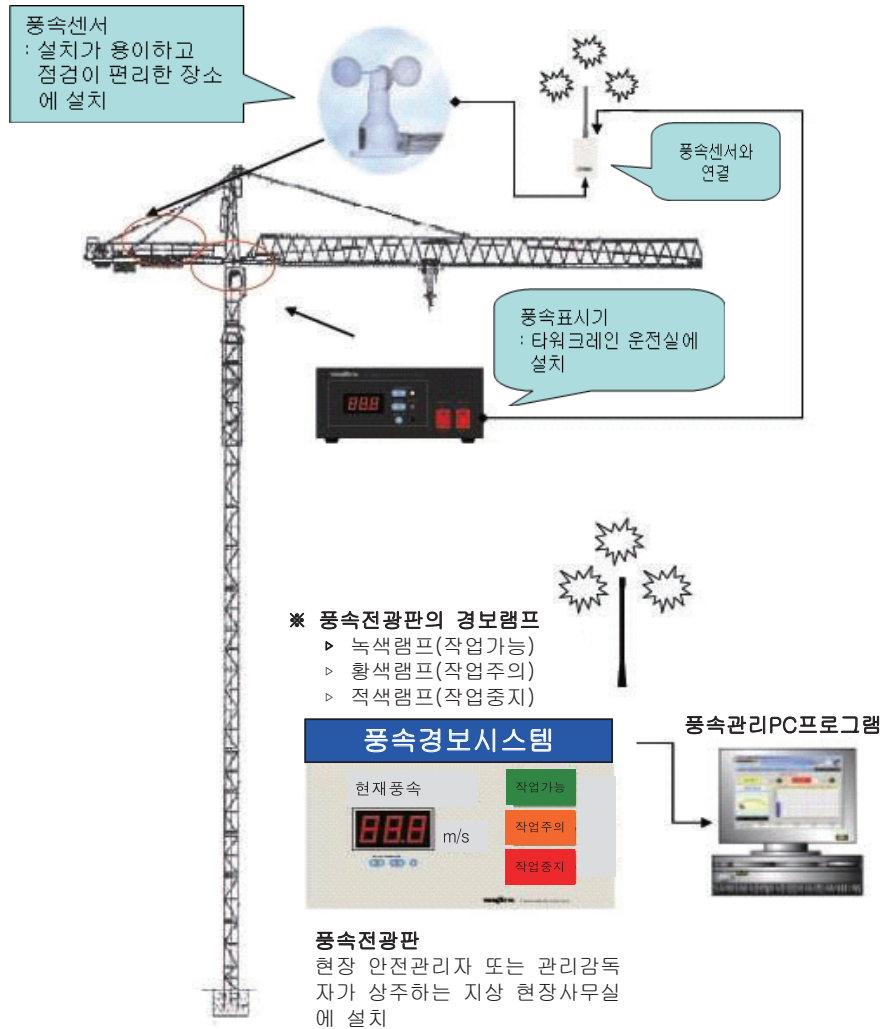 풍속센서
: 설치가 용이하고
점검이 편리한 장소
에 설치
풍속센서와
연결
풍속표시기
: 타워크레인 운전실에
설치
※ 풍속전광판의 경보램프
▶ 녹색램프(작업가능)
▷ 황색램프(작업주의)
▷ 적색램프(작업중지)
풍속경보시스템
현재풍속
88.8
m/s
작업가능
작업주의
작업중지
풍속관리PC프로그램
풍속전광판
현장 안전관리자 또는 관리감독
자가 상주하는 지상 현장사무실
에 설치